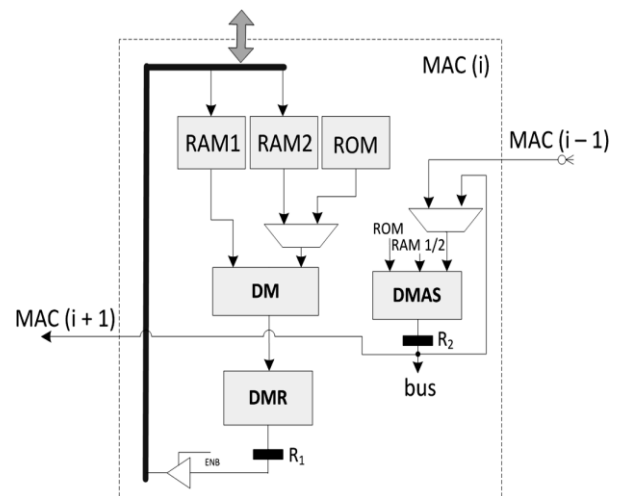 MAC (i)
MAC (i – 1)
RAM1
RAM2
ROM
ROM
RAM 1/2
DM
DMAS
MAC (i + 1)
R2
bus
DMR
R1
ENB